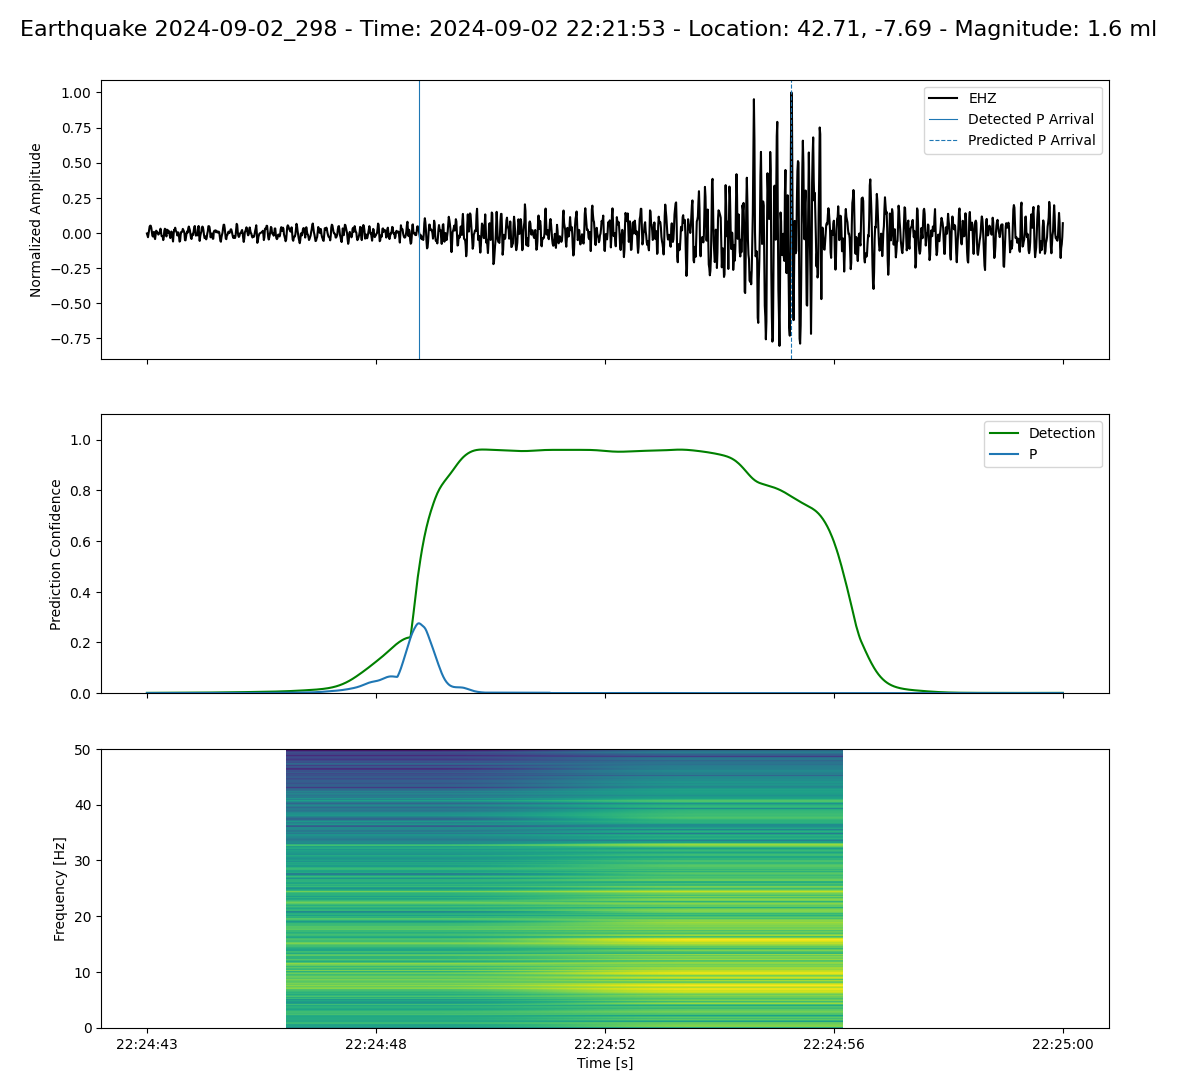 Earthquake 2024-09-02_298 - Time: 2024-09-02 22:21:53 - Location: 42.71, -7.69 - Magnitude: 1.6 ml
Normalized Amplitude
1.00
0.75
0.50
0.25
0.00
−0.25
−0.50
−0.75
EHZ
Detected P Arrival
Predicted P Arrival
Prediction Confidence
1.0
0.8
0.6
0.4
0.2
0.0
Detection
P
Frequency [Hz]
50
40
30
20
10
0
22:24:43 22:24:48 22:24:52 22:24:56 22:25:00
Time [s]